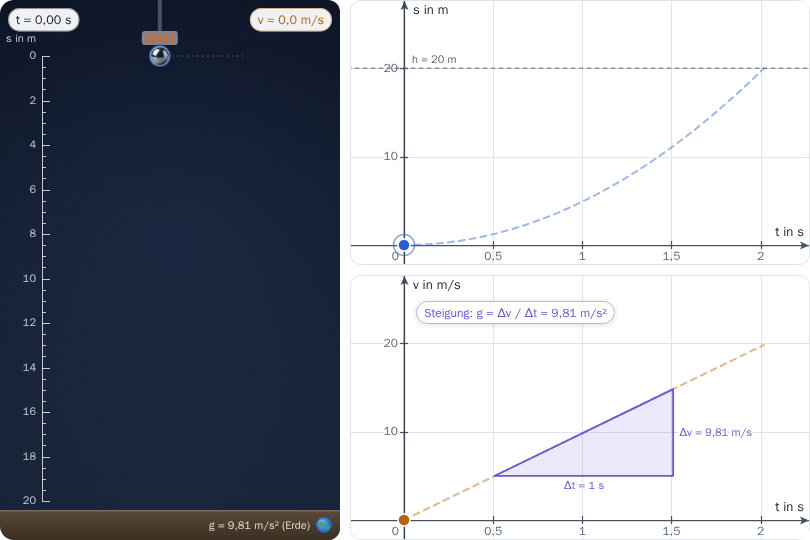 t = 0,00 s
v = 0,0 m/s
s in m
0
2
4
6
8
10
12
14
16
18
20
g = 9,81 m/s² (Erde)
s in m
h = 20 m
20
10
t in s
0
0,5
1
1,5
2
v in m/s
Steigung: g = Δv / Δt = 9,81 m/s²
20
10
Δv = 9,81 m/s
Δt = 1 s
t in s
0
0,5
1
1,5
2